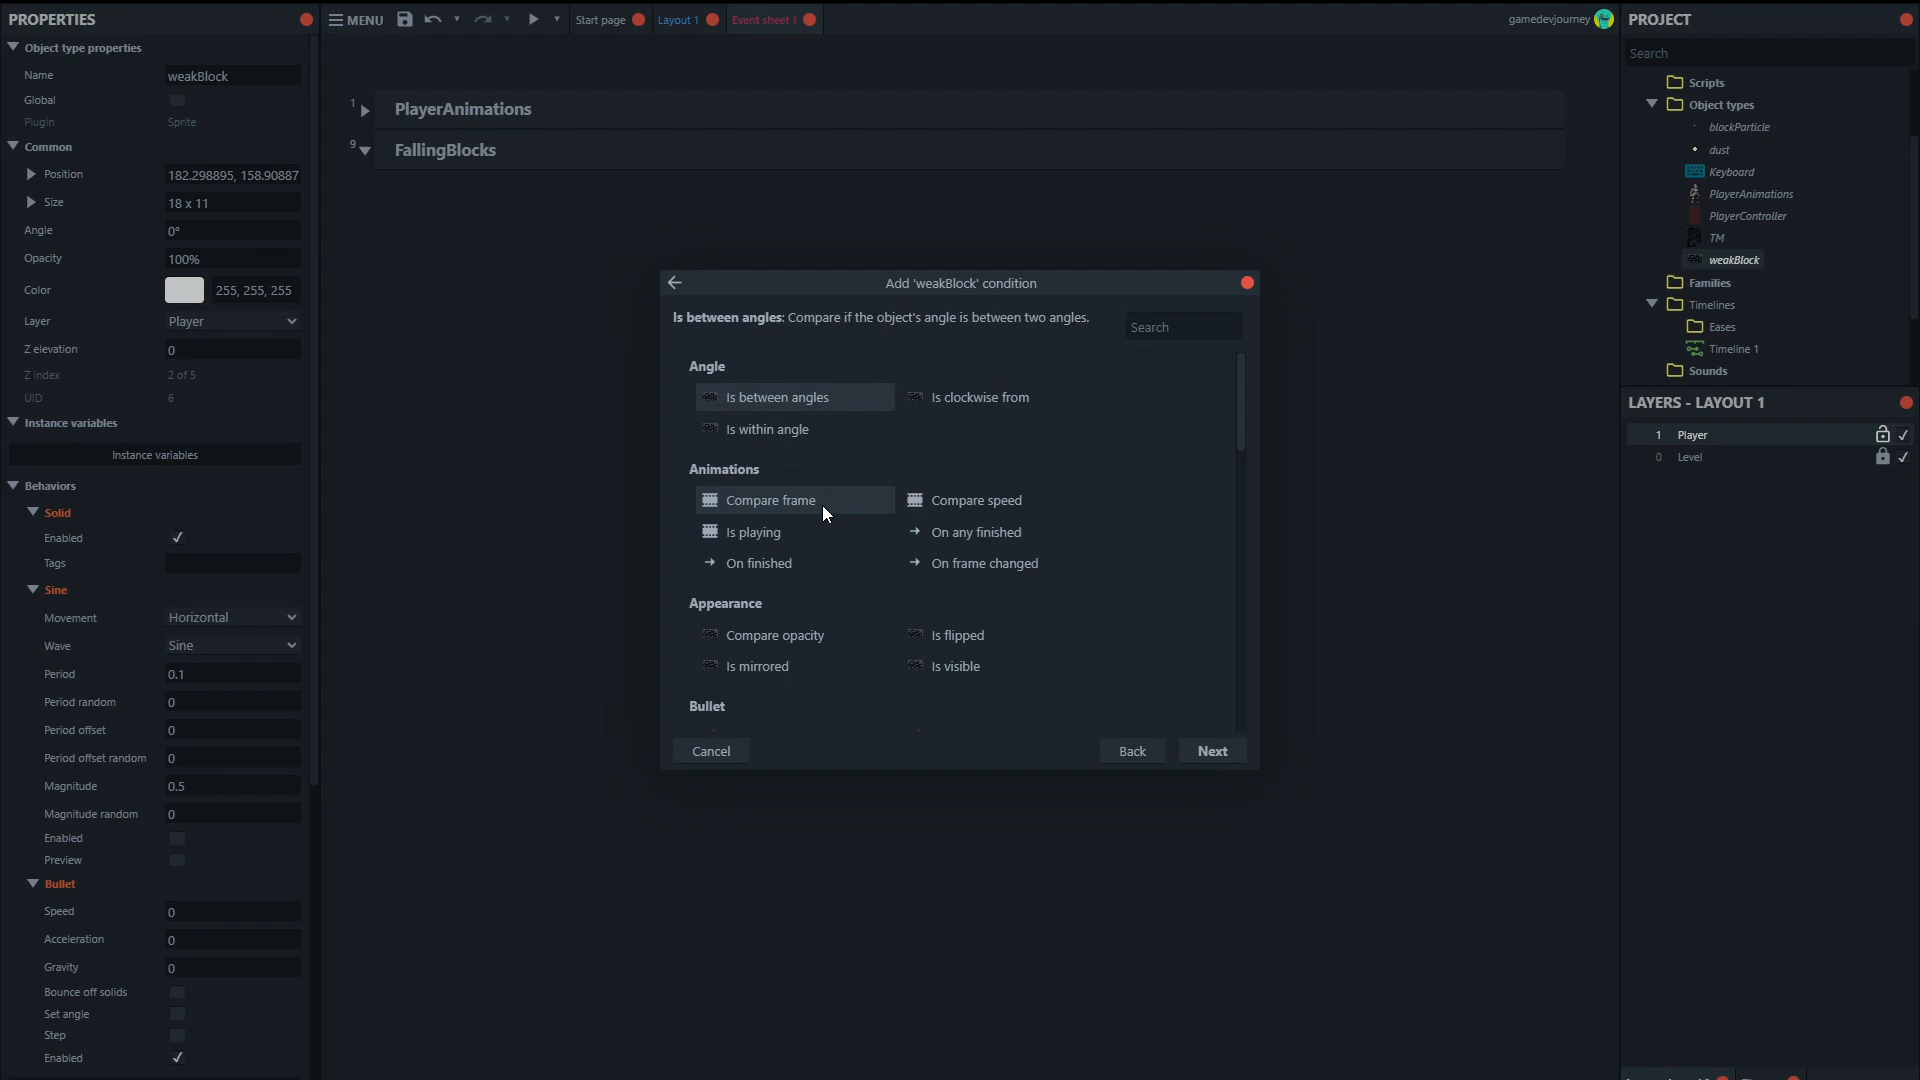 PROPERTIES
Object type properties
Name weakBlock
Global
Plugin Sprite
Common
Position 182.298895, 158.90887
Size 18 x 11
Angle 0°
Opacity 100%
Color 255, 255, 255
Layer Player
Z elevation 0
Z index 2 of 5
UID 6
Instance variables
Instance variables
Behaviors
Solid
Enabled
Tags
Sine
Movement Horizontal
Wave Sine
Period 0.1
Period random 0
Period offset 0
Period offset random 0
Magnitude 0.5
Magnitude random 0
Enabled
Preview
Bullet
Speed 0
Acceleration 0
Gravity 0
Bounce off solids
Set angle
Step
Enabled
MENU Start page Layout 1 Event sheet 1 gamedevjourney
1 PlayerAnimations
9 FallingBlocks
Add 'weakBlock' condition
Is between angles: Compare if the object's angle is between two angles.
Search
Angle
Is between angles Is clockwise from
Is within angle
Animations
Compare frame Compare speed
Is playing On any finished
On finished On frame changed
Appearance
Compare opacity Is flipped
Is mirrored Is visible
Bullet
Cancel Back Next
PROJECT
Search
Scripts
Object types
blockParticle
dust
Keyboard
PlayerAnimations
PlayerController
TM
weakBlock
Families
Timelines
Eases
Timeline 1
Sounds
LAYERS - LAYOUT 1
1 Player
0 Level